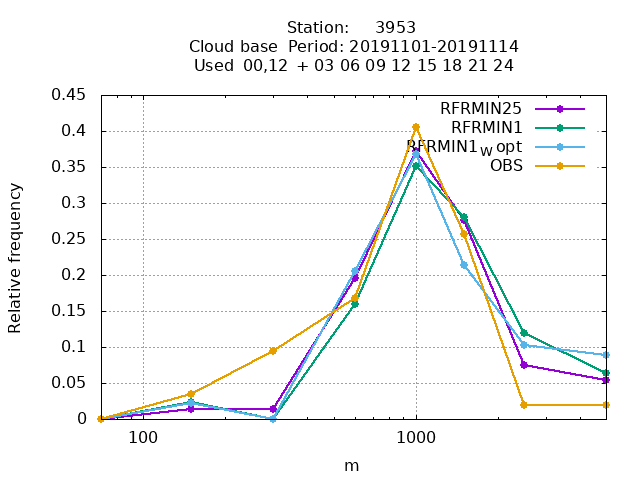 Station: 3953
Cloud base Period: 20191101-20191114
Used 00,12 + 03 06 09 12 15 18 21 24
RFRMIN25
RFRMIN1
RFRMIN1W opt
OBS
0.45
0.4
0.35
0.3
0.25
0.2
0.15
0.1
0.05
0
Relative frequency
100 1000
m